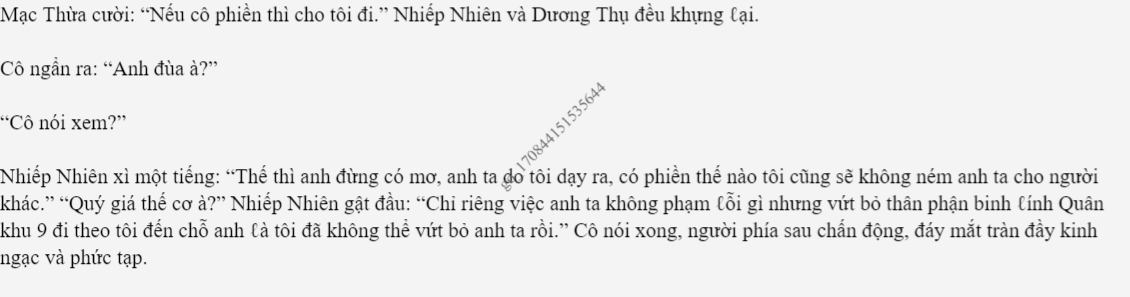 Mạc Thừa cười: “Nếu cô phiền thì cho tôi đi.” Nhiếp Nhiên và Dương Thụ đều khựng ℓại.
Cô ngẩn ra: “Anh đùa à?”
“Cô nói xem?”
Nhiếp Nhiên xì một tiếng: “Thế thì anh đừng có mơ, anh ta do tôi dạy ra, có phiền thế nào tôi cũng sẽ không ném anh ta cho người
khác.” “Quý giá thế cơ à?” Nhiếp Nhiên gật đầu: “Chỉ riêng việc anh ta không phạm ℓỗi gì nhưng vứt bỏ thân phận binh ℓính Quân
khu 9 đi theo tôi đến chỗ anh ℓà tôi đã không thể vứt bỏ anh ta rồi.” Cô nói xong, người phía sau chấn động, đáy mắt tràn đầy kinh
ngạc và phức tạp.